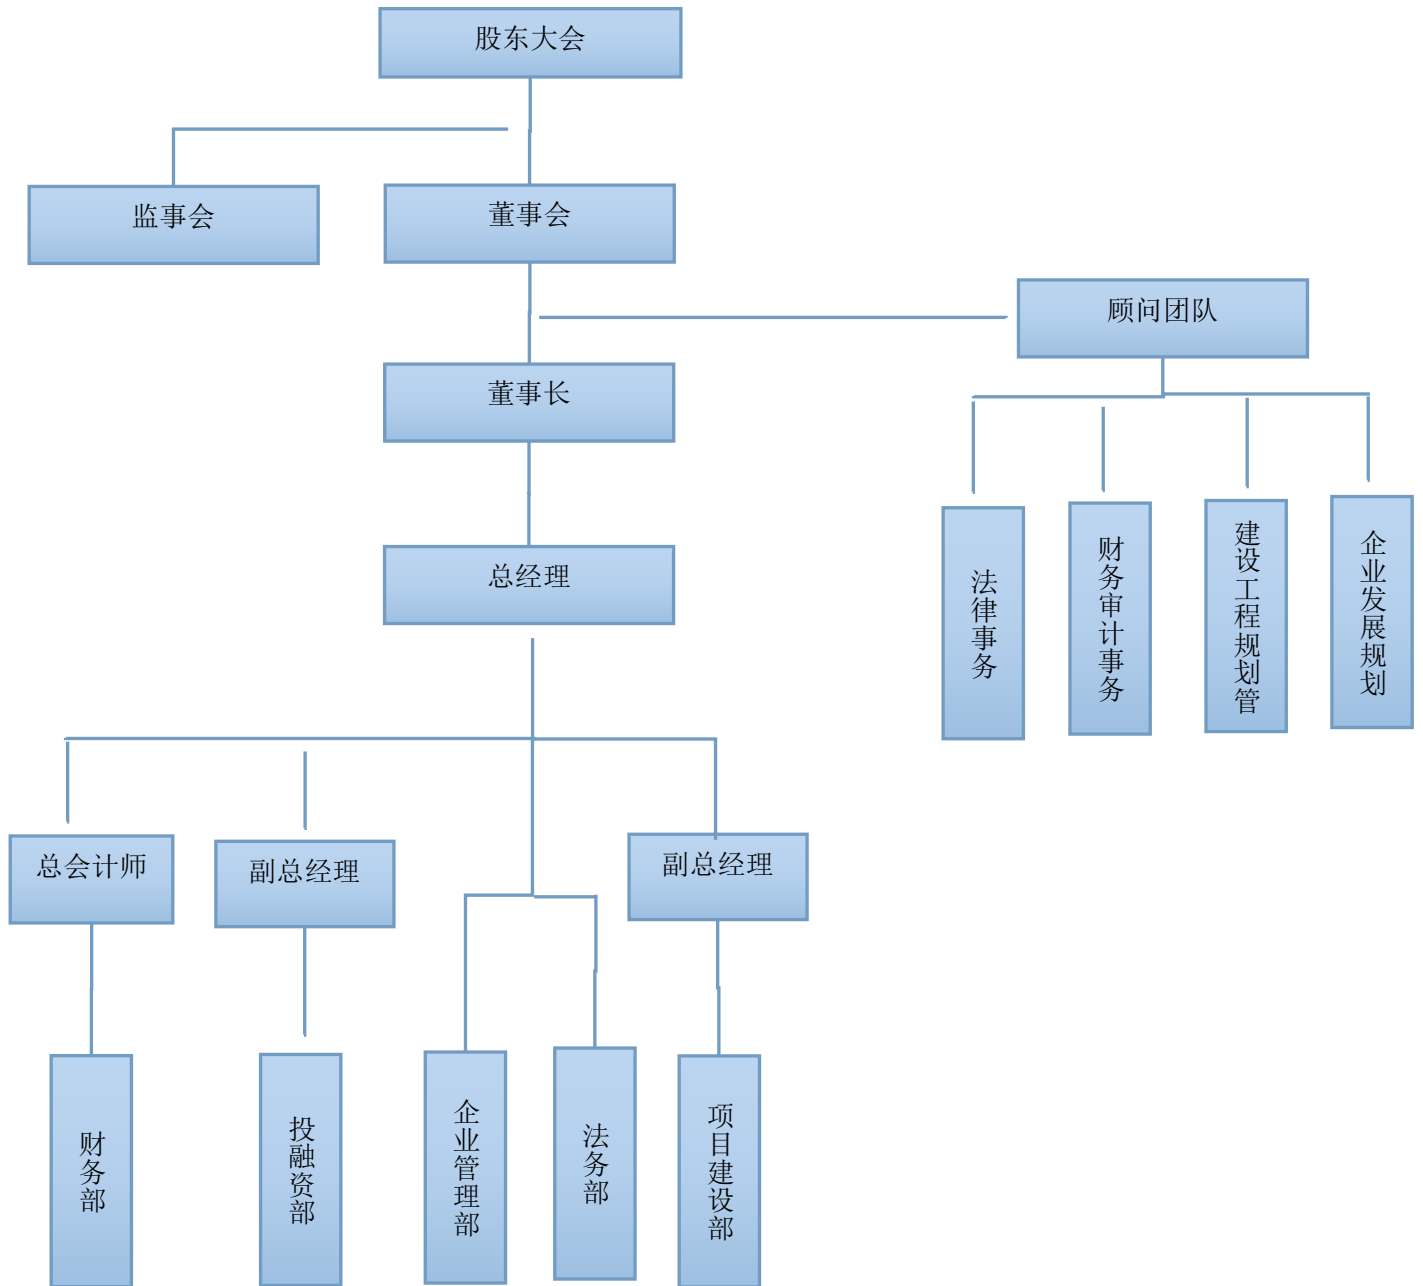 股东大会
监事会
董事会
顾问团队
董事长
总经理
法律事务
财务审计事务
建设工程规划管
企业发展规划
总会计师
副总经理
副总经理
财务部
投融资部
企业管理部
法务部
项目建设部